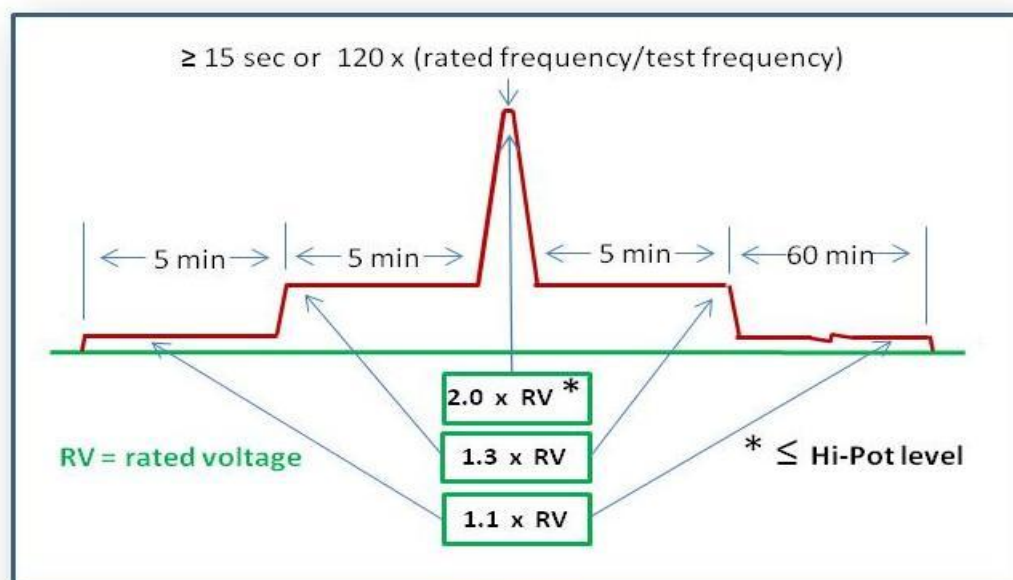 ≥ 15 sec or 120 x (rated frequency/test frequency)
5 min
5 min
5 min
60 min
2.0 x RV *
RV = rated voltage
1.3 x RV
* ≤ Hi-Pot level
1.1 x RV